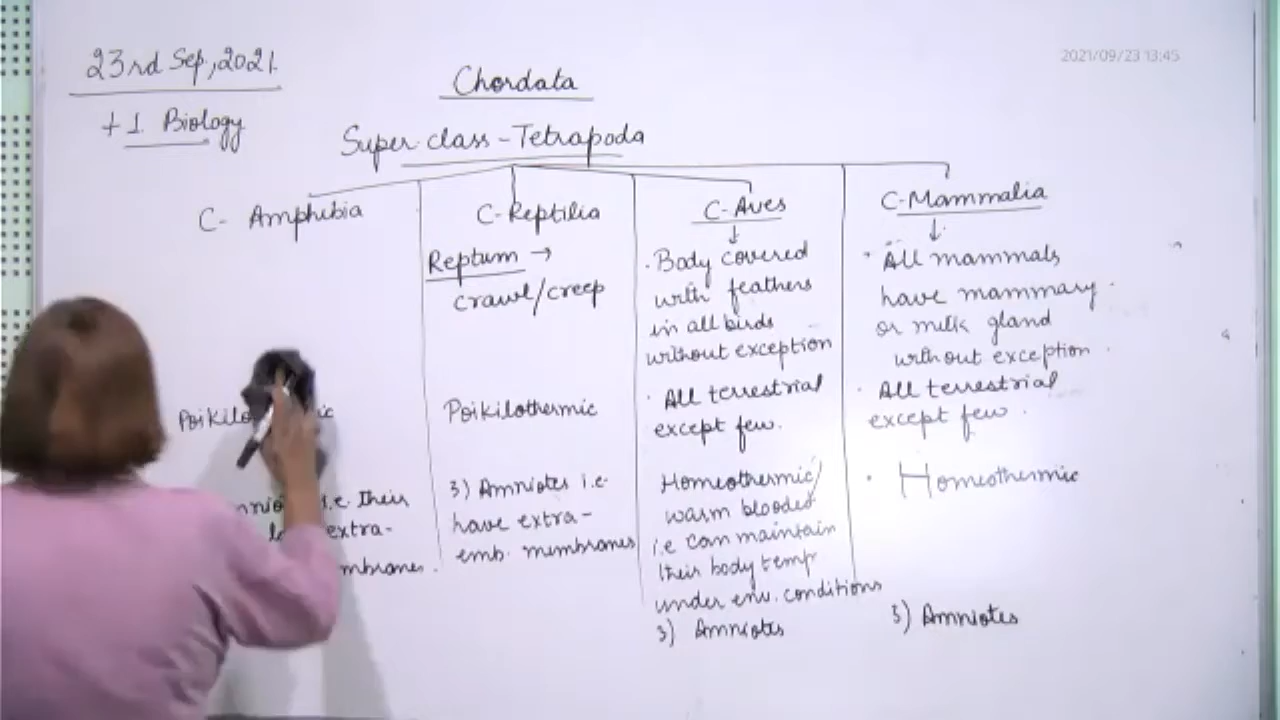 23rd Sep, 2021.
2021/09/23 13:45
+1 Biology
Chordata
Super class - Tetrapoda
C- Amphibia
C- Reptilia
Reptum →
crawl/creep
Poikilothermic
3) Amniotes i.e
have extra-
emb. membranes
i.e. their
extra-
C-Aves
↓
. Body covered
with feathers
in all birds
without exception
. All terrestrial
except few.
Homeothermic/
warm blooded
i.e can maintain
their body temp
under env. conditions
3) Amniotes
C-Mammalia
↓
. All mammals
have mammary
or milk gland
without exception.
. All terrestrial
except few.
. Homeothermic
3) Amniotes